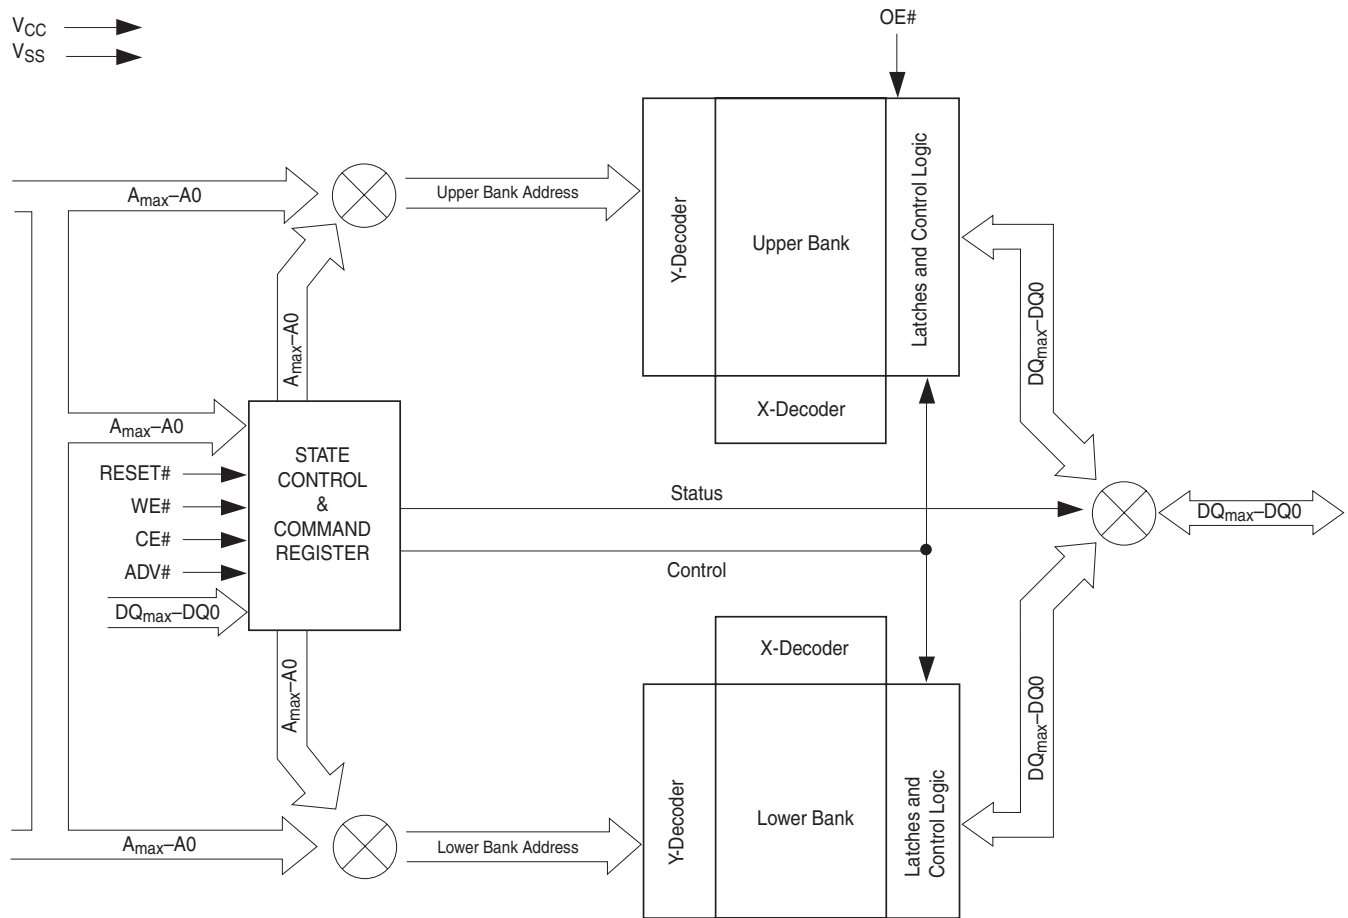 VCC
VSS
OE#
Amax–A0
Upper Bank Address
Y-Decoder
Upper Bank
Latches and Control Logic
X-Decoder
DQmax–DQ0
Amax–A0
Amax–A0
RESET#
WE#
CE#
ADV#
DQmax–DQ0
STATE
CONTROL
&
COMMAND
REGISTER
Status
Control
DQmax–DQ0
Amax–A0
X-Decoder
DQmax–DQ0
Amax–A0
Lower Bank Address
Y-Decoder
Lower Bank
Latches and
Control Logic